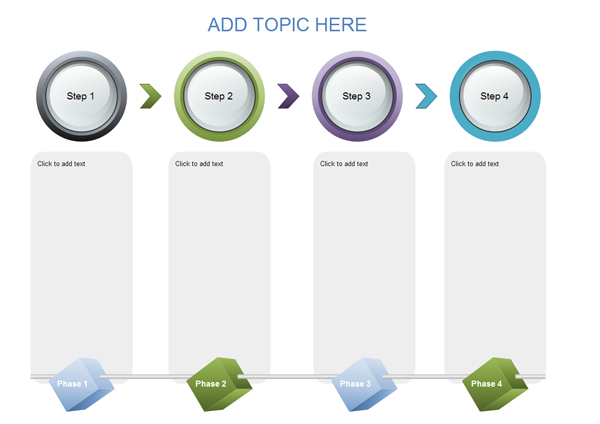 ADD TOPIC HERE
Step 1
Step 2
Step 3
Step 4
Click to add text
Click to add text
Click to add text
Click to add text
Phase 1
Phase 2
Phase 3
Phase 4